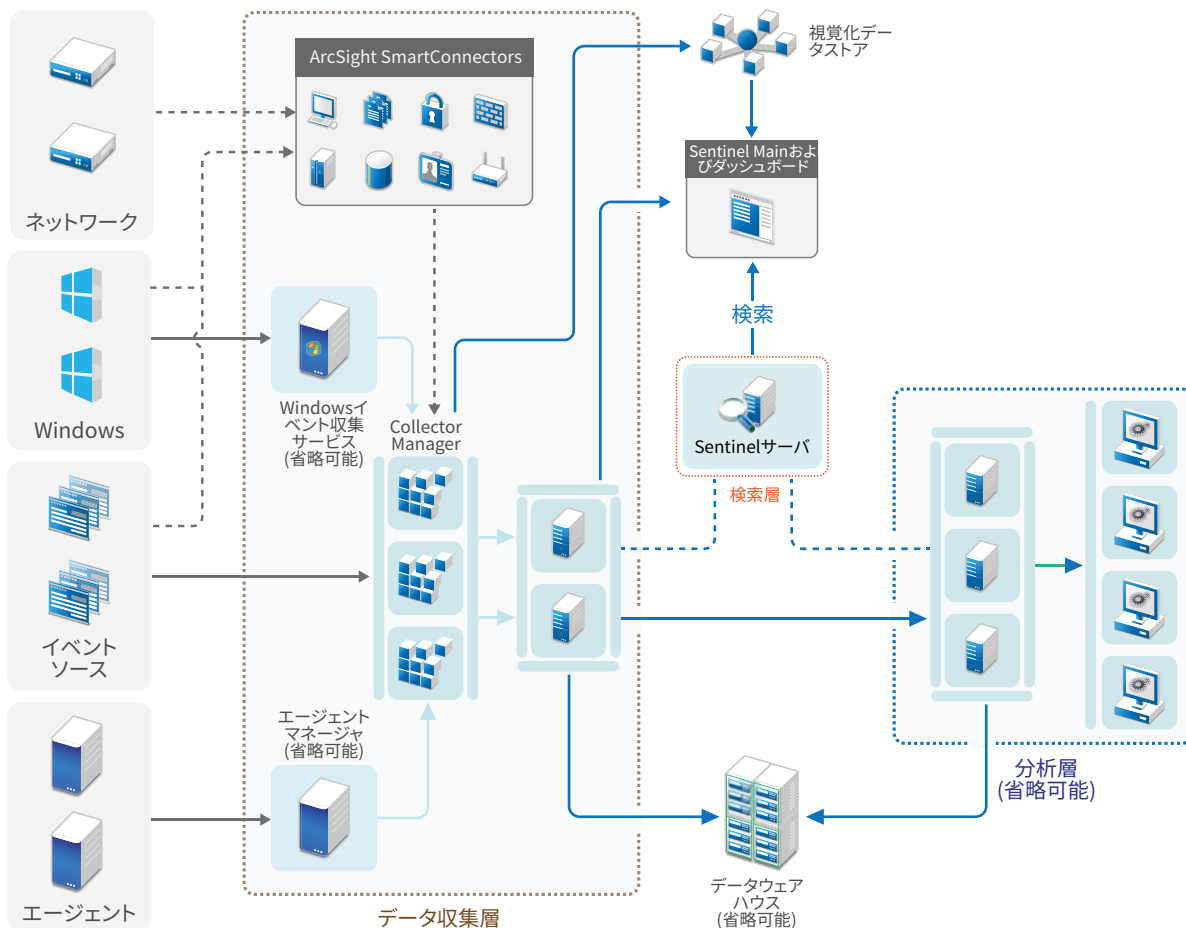 ArcSight SmartConnectors
視覚化デー
タストア
Sentinel Mainおよ
びダッシュボード
ネットワーク
検索
Windows
Windowsイ
ベント収集
サービス
(省略可能)
Collector
Manager
Sentinelサーバ
検索層
イベント
ソース
エージェント
マネージャ
(省略可能)
分析層
(省略可能)
データウェア
ハウス
(省略可能)
エージェント
データ収集層